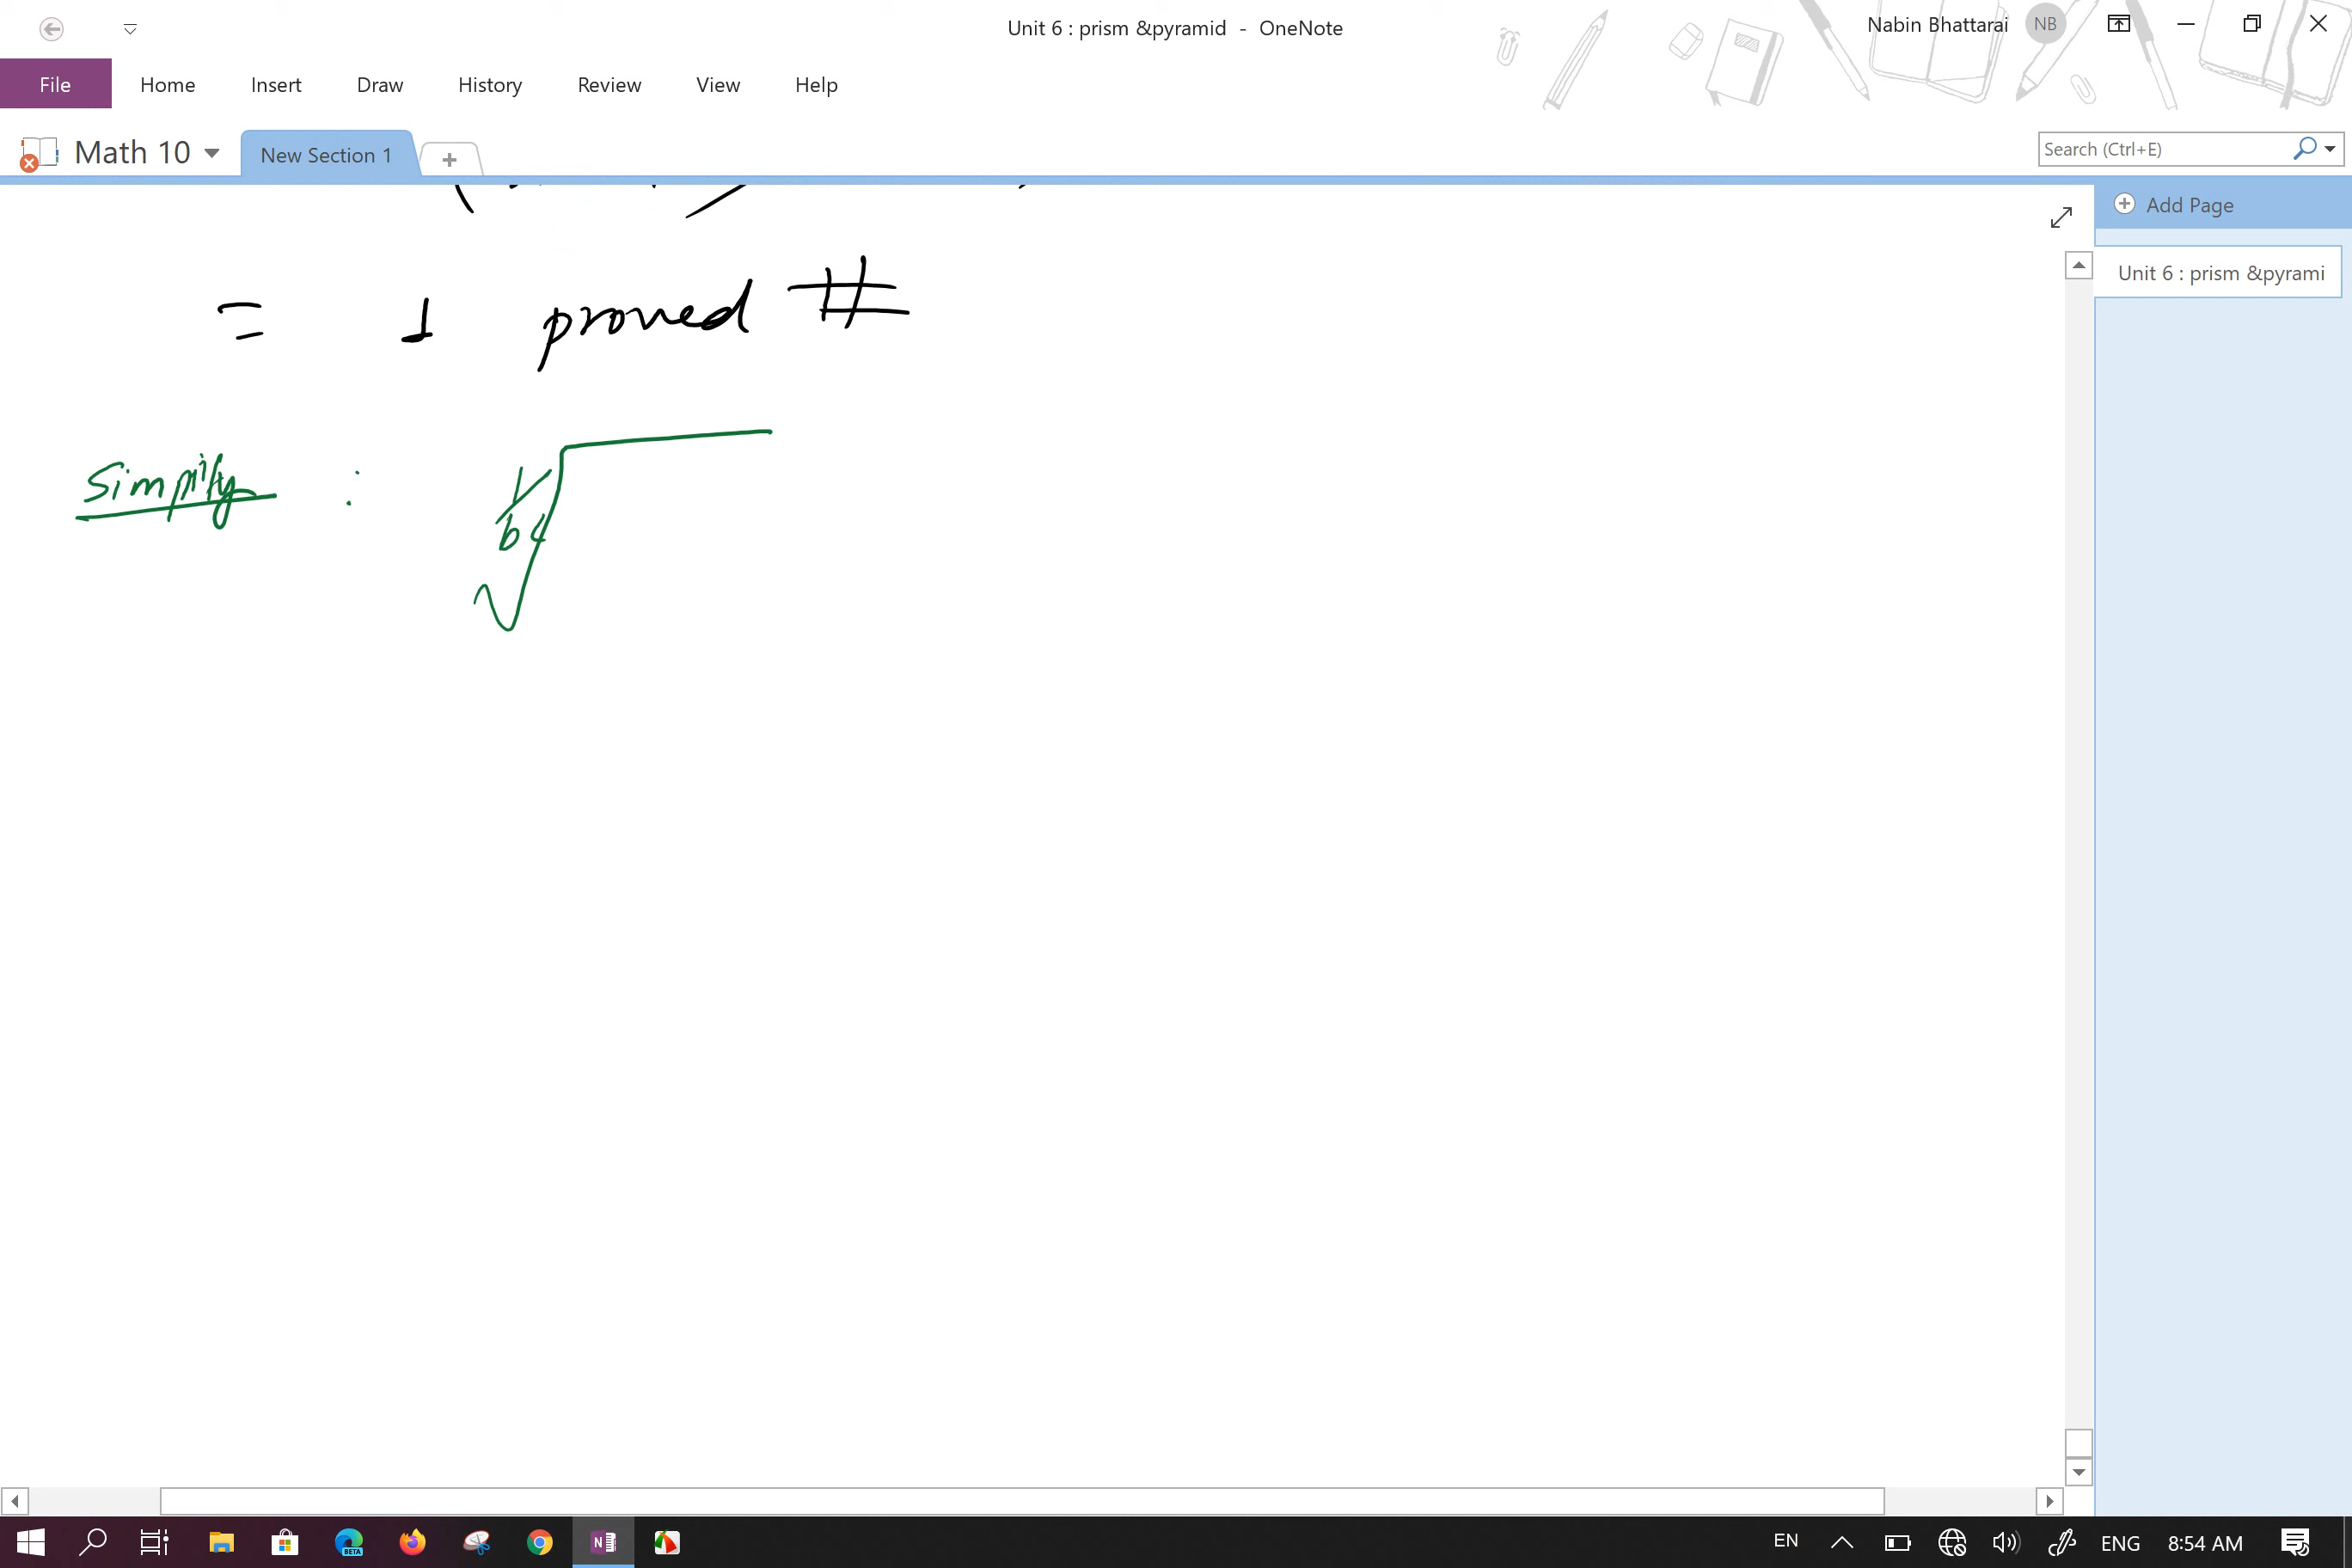 Unit 6 : prism &pyramid - OneNote
Nabin Bhattarai NB
File Home Insert Draw History Review View Help
Math 10 New Section 1
Search (Ctrl+E)
Add Page
Unit 6 : prism &pyrami
= 1 proved #
Simplify :
BETA
N
EN
ENG 8:54 AM